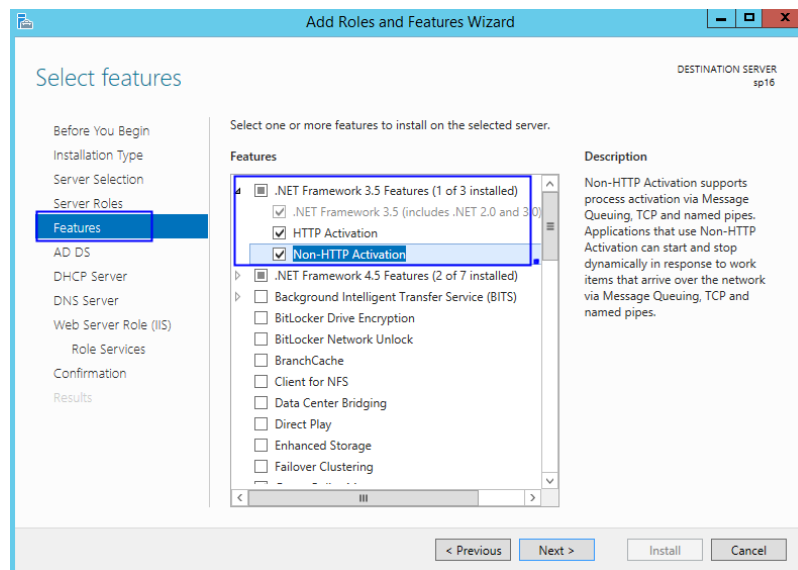 Add Roles and Features Wizard
Select features
DESTINATION SERVER
sp16
Before You Begin
Installation Type
Server Selection
Server Roles
Features
AD DS
DHCP Server
DNS Server
Web Server Role (IIS)
Role Services
Confirmation
Results
Select one or more features to install on the selected server.
Features
.NET Framework 3.5 Features (1 of 3 installed)
.NET Framework 3.5 (includes .NET 2.0 and 3.0)
HTTP Activation
Non-HTTP Activation
.NET Framework 4.5 Features (2 of 7 installed)
Background Intelligent Transfer Service (BITS)
BitLocker Drive Encryption
BitLocker Network Unlock
BranchCache
Client for NFS
Data Center Bridging
Direct Play
Enhanced Storage
Failover Clustering
Description
Non-HTTP Activation supports
process activation via Message
Queuing, TCP and named pipes.
Applications that use Non-HTTP
Activation can start and stop
dynamically in response to work
items that arrive over the network
via Message Queuing, TCP and
named pipes.
< Previous
Next >
Install
Cancel